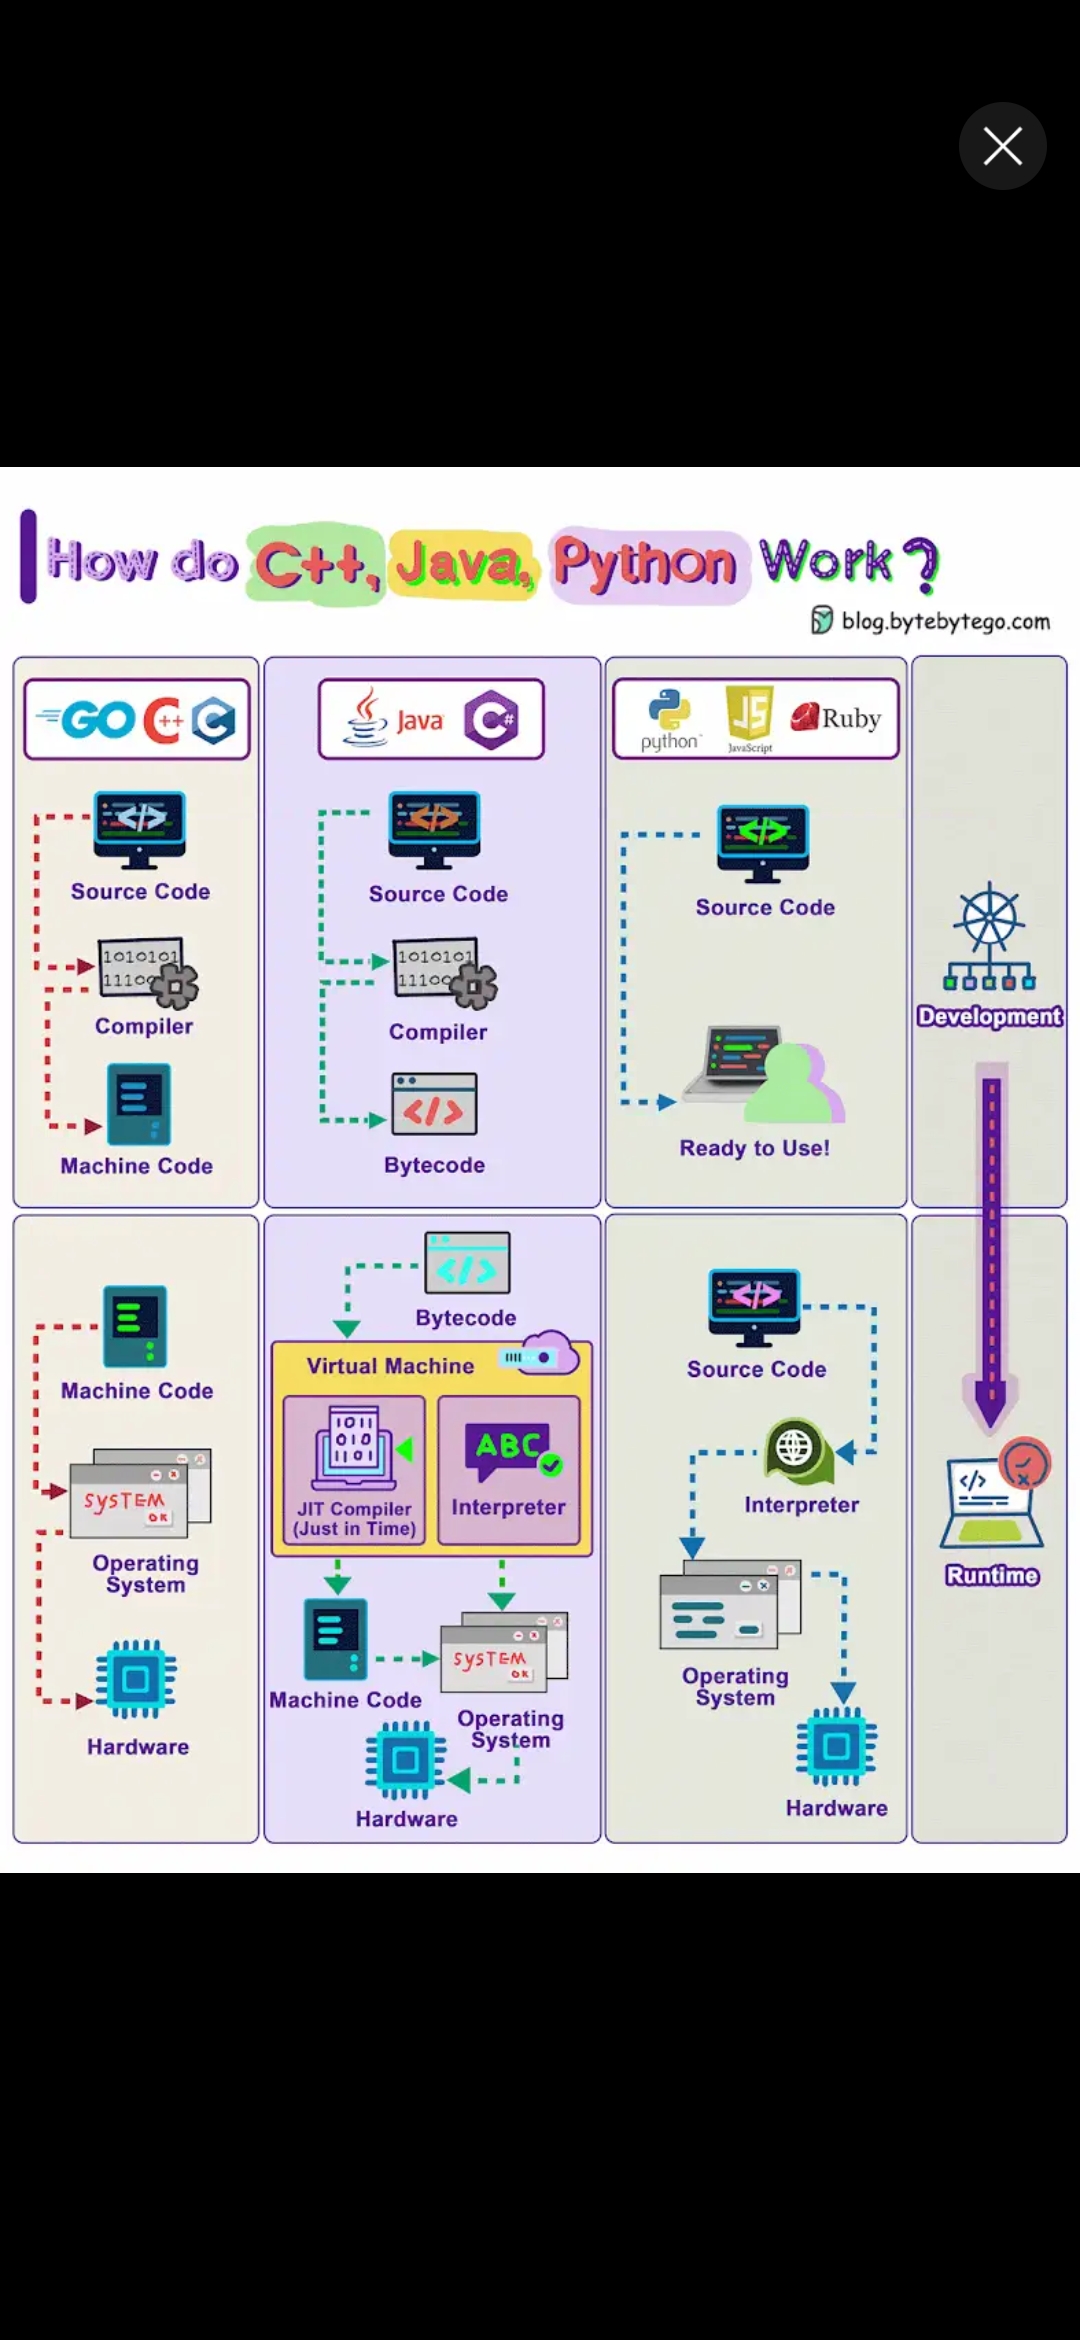 How do C++, Java, Python Work?
blog.bytebytego.com
GO C++ C
Java C#
python JS JavaScript Ruby
Source Code
1010101
11100
Compiler
Machine Code
Source Code
1010101
11100
Compiler
Bytecode
Source Code
Ready to Use!
Development
Machine Code
SYSTEM
OK
Operating
System
Hardware
Bytecode
Virtual Machine
1011
010
1101
JIT Compiler
(Just in Time)
ABC
Interpreter
Machine Code
SYSTEM
OK
Operating
System
Hardware
Source Code
Interpreter
Operating
System
Hardware
Runtime